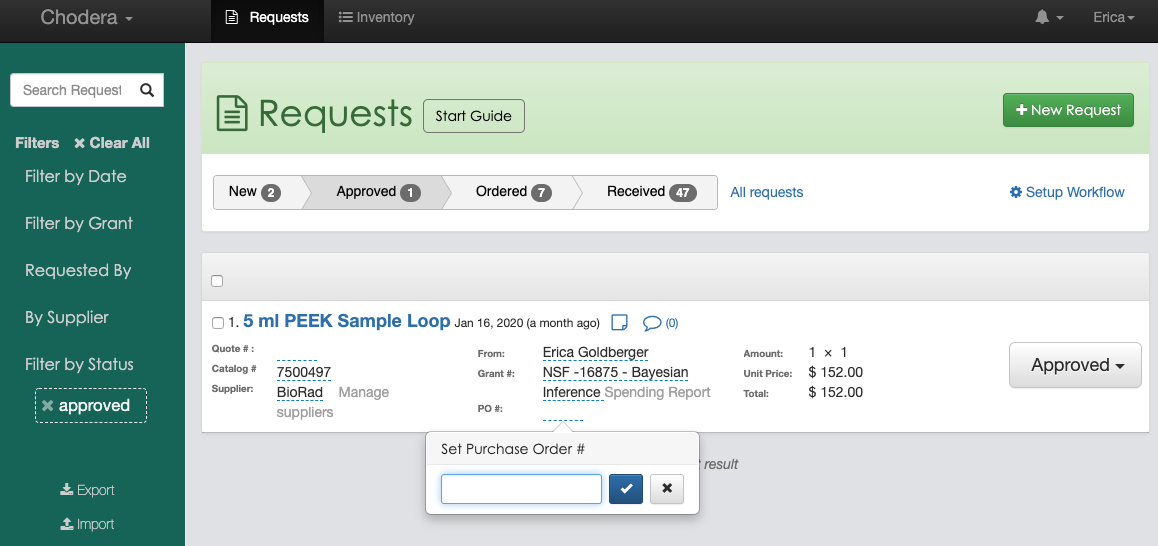 Chodera
Requests
Inventory
Erica
Search Request
Filters
Clear All
Filter by Date
Filter by Grant
Requested By
By Supplier
Filter by Status
approved
Export
Import
Requests
Start Guide
New Request
New 2
Approved 1
Ordered 7
Received 47
All requests
Setup Workflow
1. 5 ml PEEK Sample Loop Jan 16, 2020 (a month ago) (0)
Quote # :
Catalog # 7500497
Supplier: BioRad Manage
suppliers
From: Erica Goldberger
Grant #: NSF -16875 - Bayesian
Inference Spending Report
PO #:
Amount: 1 × 1
Unit Price: $ 152.00
Total: $ 152.00
Approved
Set Purchase Order #
result